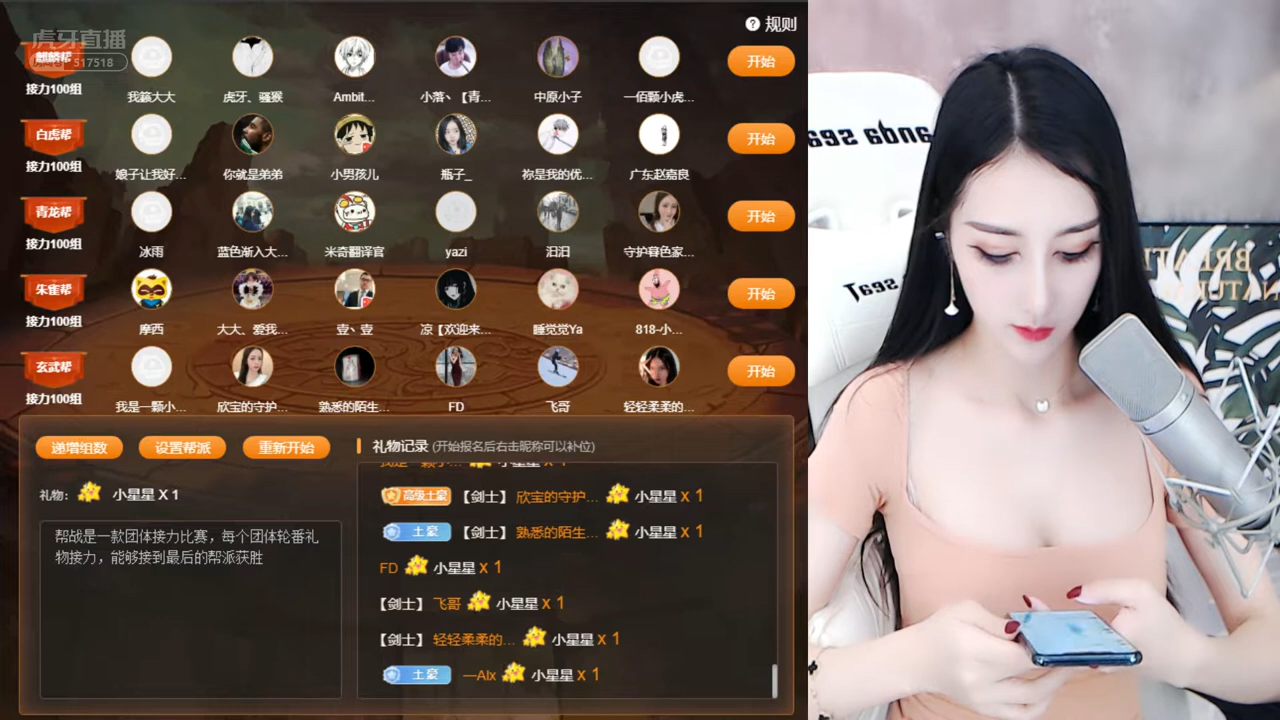 虎牙直播
517518
规则
麒麟帮
接力100组
我籁大大
虎牙、骚猴
Ambit...
小落丶【青...
中原小子
一佰颗小虎...
开始
白虎帮
接力100组
娘子让我好...
你就是弟弟
小男孩儿
瓶子_
祢是我的优...
广东赵嘉良
开始
青龙帮
接力100组
冰雨
蓝色渐入大...
米奇翻译官
yazi
汨汨
守护暮色家...
开始
朱雀帮
接力100组
摩西
大大、爱我...
壹丶壹
凉【欢迎来...
睡觉觉Ya
818-小...
开始
玄武帮
接力100组
我是一颗小...
欣宝的守护...
熟悉的陌生...
FD
飞哥
轻轻柔柔的...
开始
递增组数
设置帮派
重新开始
礼物记录 (开始报名后右击昵称可以补位)
礼物: 小星星 X 1
帮战是一款团体接力比赛，每个团体轮番礼
物接力，能够接到最后的帮派获胜
高级土豪 【剑士】 欣宝的守护... 小星星 x 1
土豪 【剑士】 熟悉的陌生... 小星星 x 1
FD 小星星 x 1
【剑士】 飞哥 小星星 x 1
【剑士】 轻轻柔柔的... 小星星 x 1
土豪 —Alx 小星星 x 1